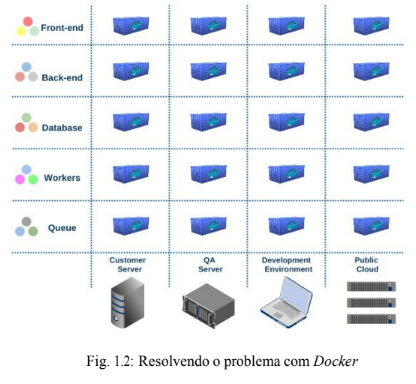 Front-end
Back-end
Database
Workers
Queue
Customer Server
QA Server
Development Environment
Public Cloud
Fig. 1.2: Resolvendo o problema com Docker